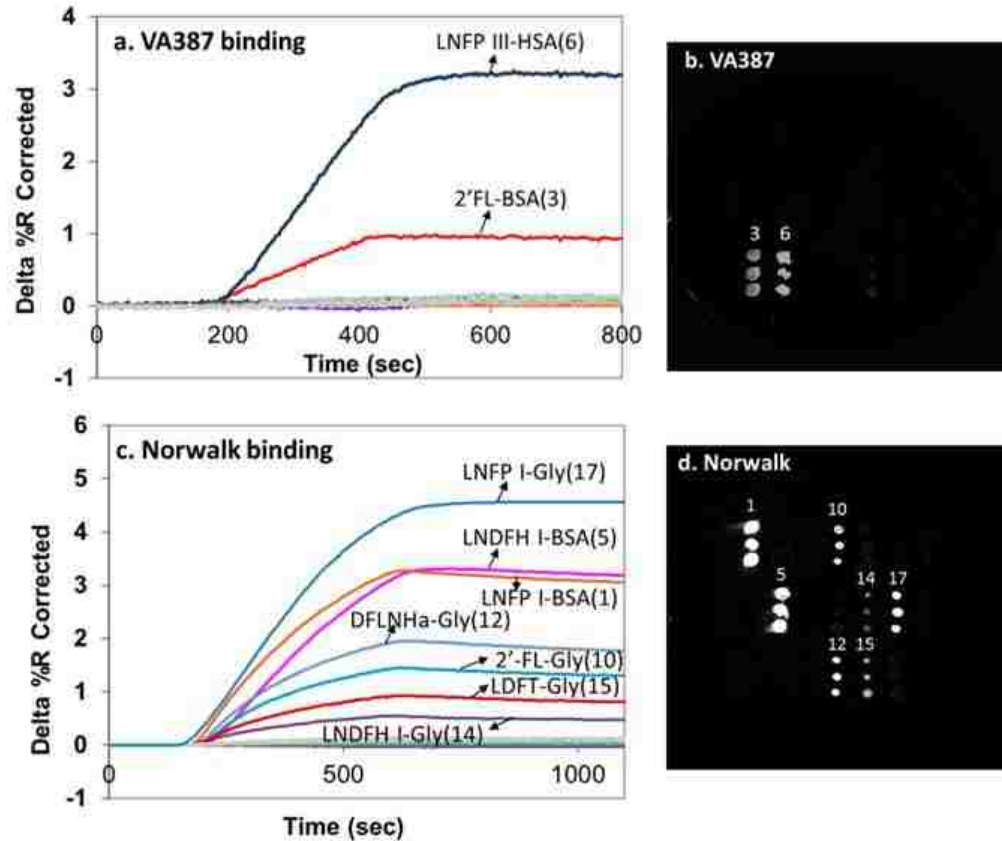 a. VA387 binding
LNFP III-HSA(6)
2'FL-BSA(3)
Delta %R Corrected
4
3
2
1
0
-1
0 200 400 600 800
Time (sec)
b. VA387
3 6
c. Norwalk binding
LNFP I-Gly(17)
LNDFH I-BSA(5)
LNFP I-BSA(1)
DFLNHa-Gly(12)
2'-FL-Gly(10)
LDFT-Gly(15)
LNDFH I-Gly(14)
Delta %R Corrected
6
5
4
3
2
1
0
-1
0 500 1000
Time (sec)
d. Norwalk
1 10
5 14 17
12 15